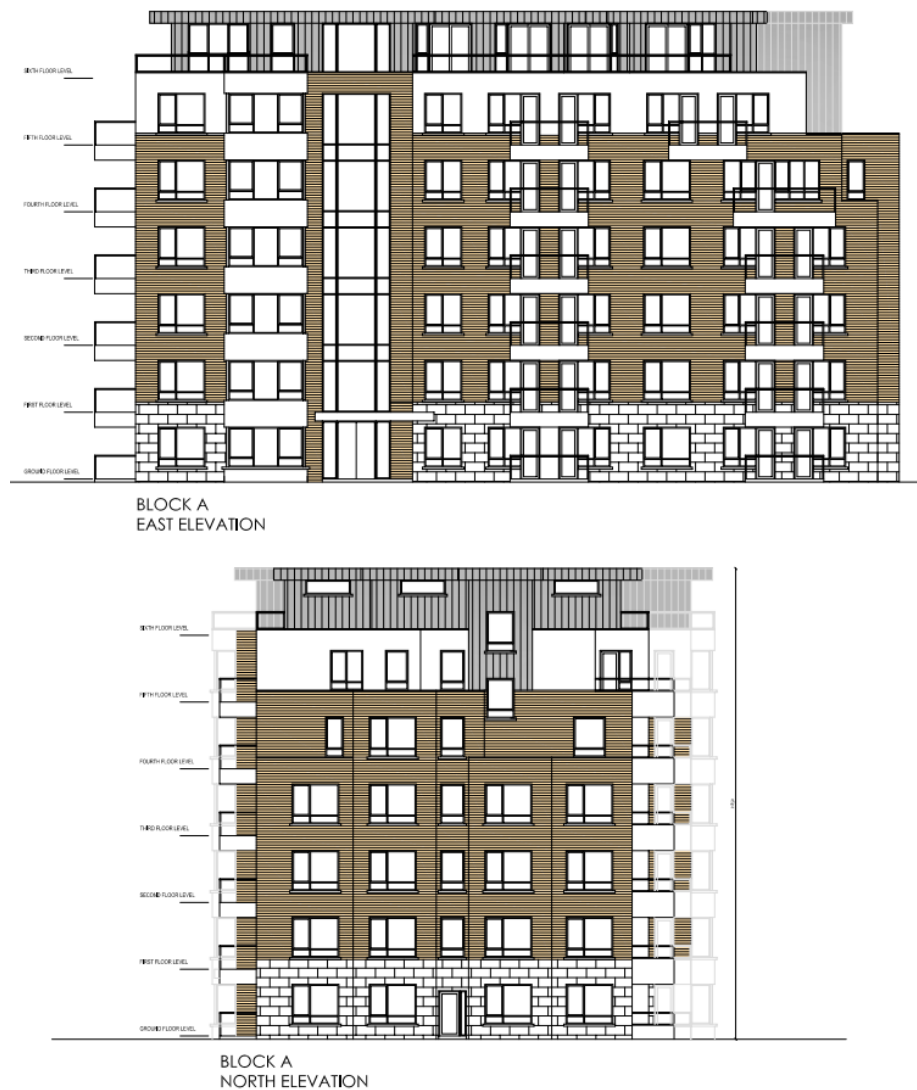 SIXTH FLOOR LEVEL
FIFTH FLOOR LEVEL
FOURTH FLOOR LEVEL
THIRD FLOOR LEVEL
SECOND FLOOR LEVEL
FIRST FLOOR LEVEL
GROUND FLOOR LEVEL
BLOCK A
EAST ELEVATION
SIXTH FLOOR LEVEL
FIFTH FLOOR LEVEL
FOURTH FLOOR LEVEL
THIRD FLOOR LEVEL
SECOND FLOOR LEVEL
FIRST FLOOR LEVEL
GROUND FLOOR LEVEL
BLOCK A
NORTH ELEVATION